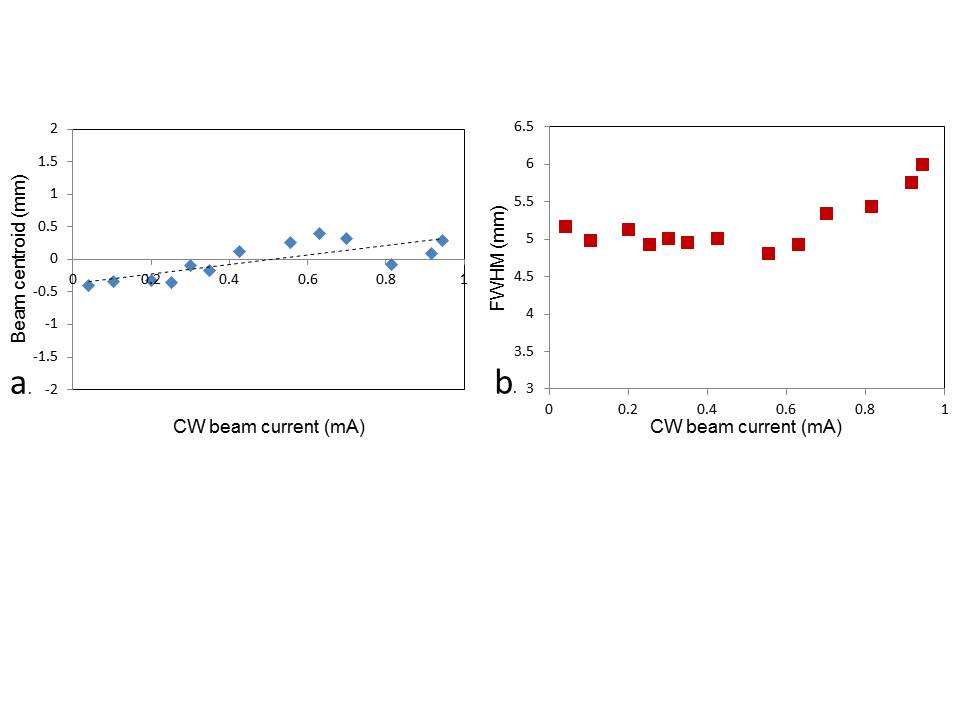 2
1.5
1
0.5
0
-0.5
-1
-1.5
-2
0 0.2 0.4 0.6 0.8 1
Beam centroid (mm)
CW beam current (mA)
a.
6.5
6
5.5
5
4.5
4
3.5
3
0 0.2 0.4 0.6 0.8 1
FWHM (mm)
CW beam current (mA)
b.